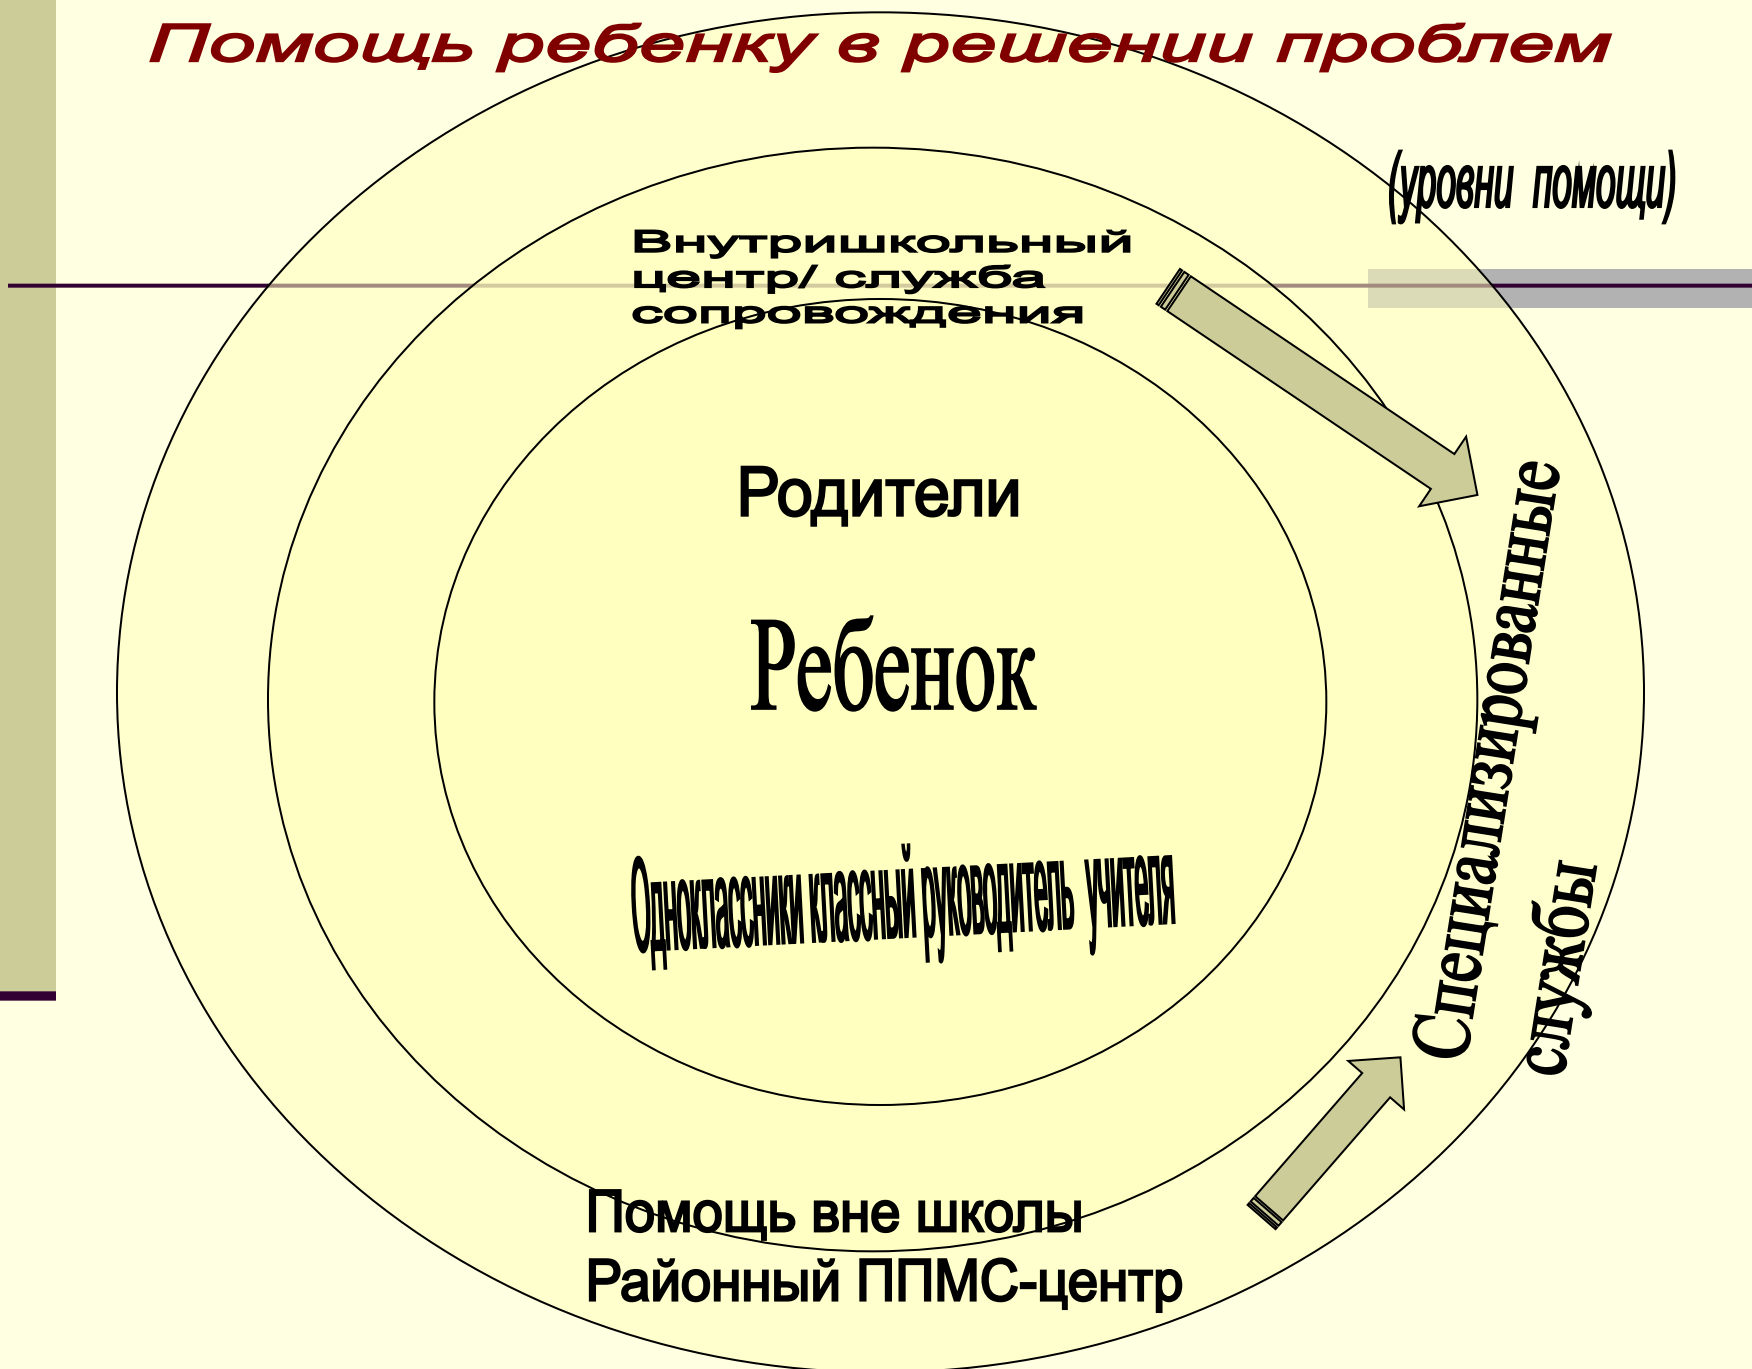 Помощь ребенку в решении проблем
(уровни помощи)
Внутришкольный
центр/ служба
сопровождения
Родители
Ребенок
Одноклассники классный руководитель учителя
Специализированные
службы
Помощь вне школы
Районный ППМС-центр